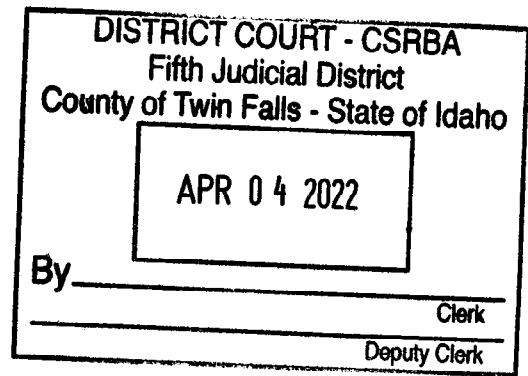 DISTRICT COURT - CSRBA
Fifth Judicial District
County of Twin Falls - State of Idaho
APR 04 2022
By
Clerk
Deputy Clerk